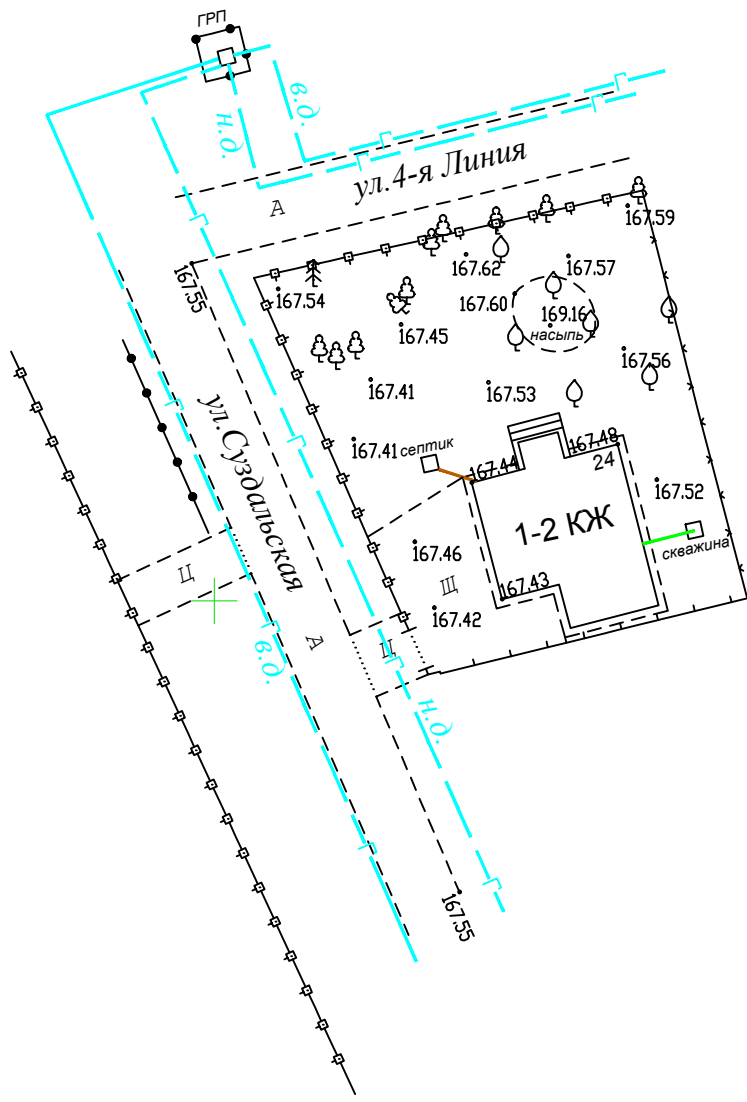 ГРП
в.д.
н.д.
ул.4-я Линия
А
167.59
167.55
167.62
167.57
167.54
167.60
169.16
167.45
насыпь
167.56
167.41
167.53
ул.Суздальская
167.41
септик
167.48
167.44
24
167.52
1-2 КЖ
скважина
167.46
Ц
Щ
167.43
167.42
А
Ц
в.д.
н.д.
167.55
Г
Г
Г
Г
Г
Г
Г
Г
Г
Г
Г